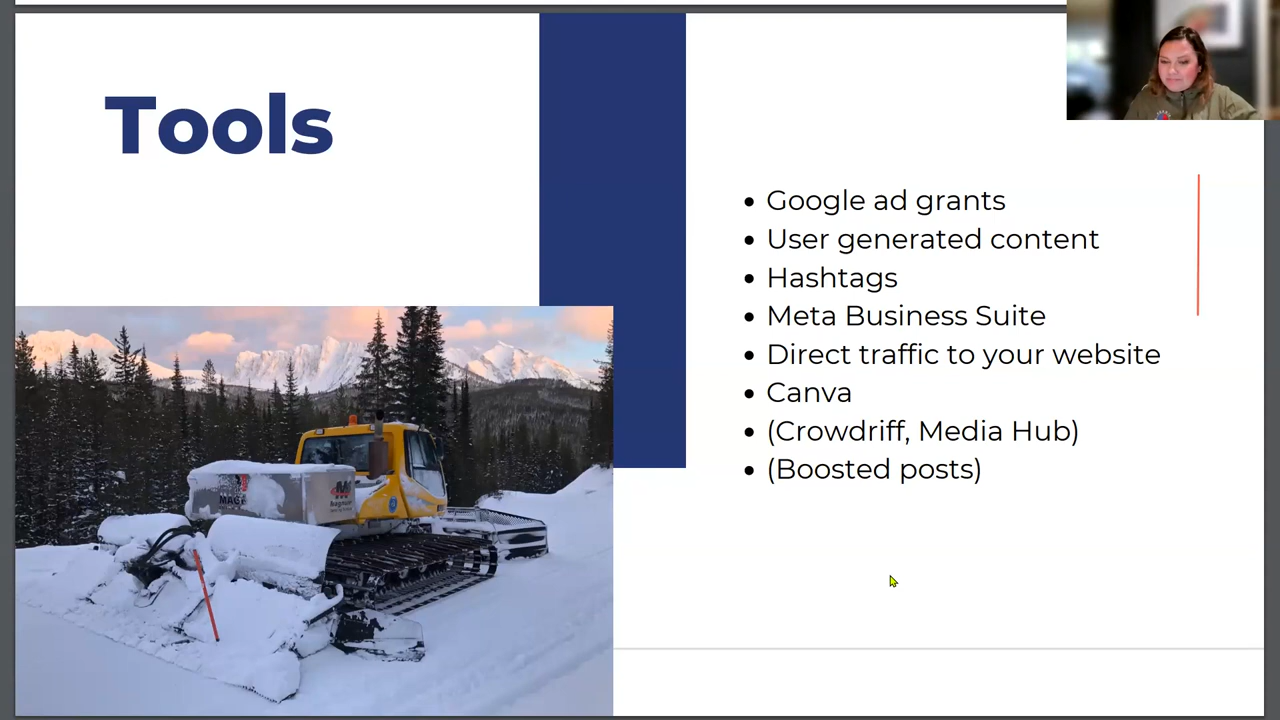 Tools
• Google ad grants
• User generated content
• Hashtags
• Meta Business Suite
• Direct traffic to your website
• Canva
• (Crowdriff, Media Hub)
• (Boosted posts)